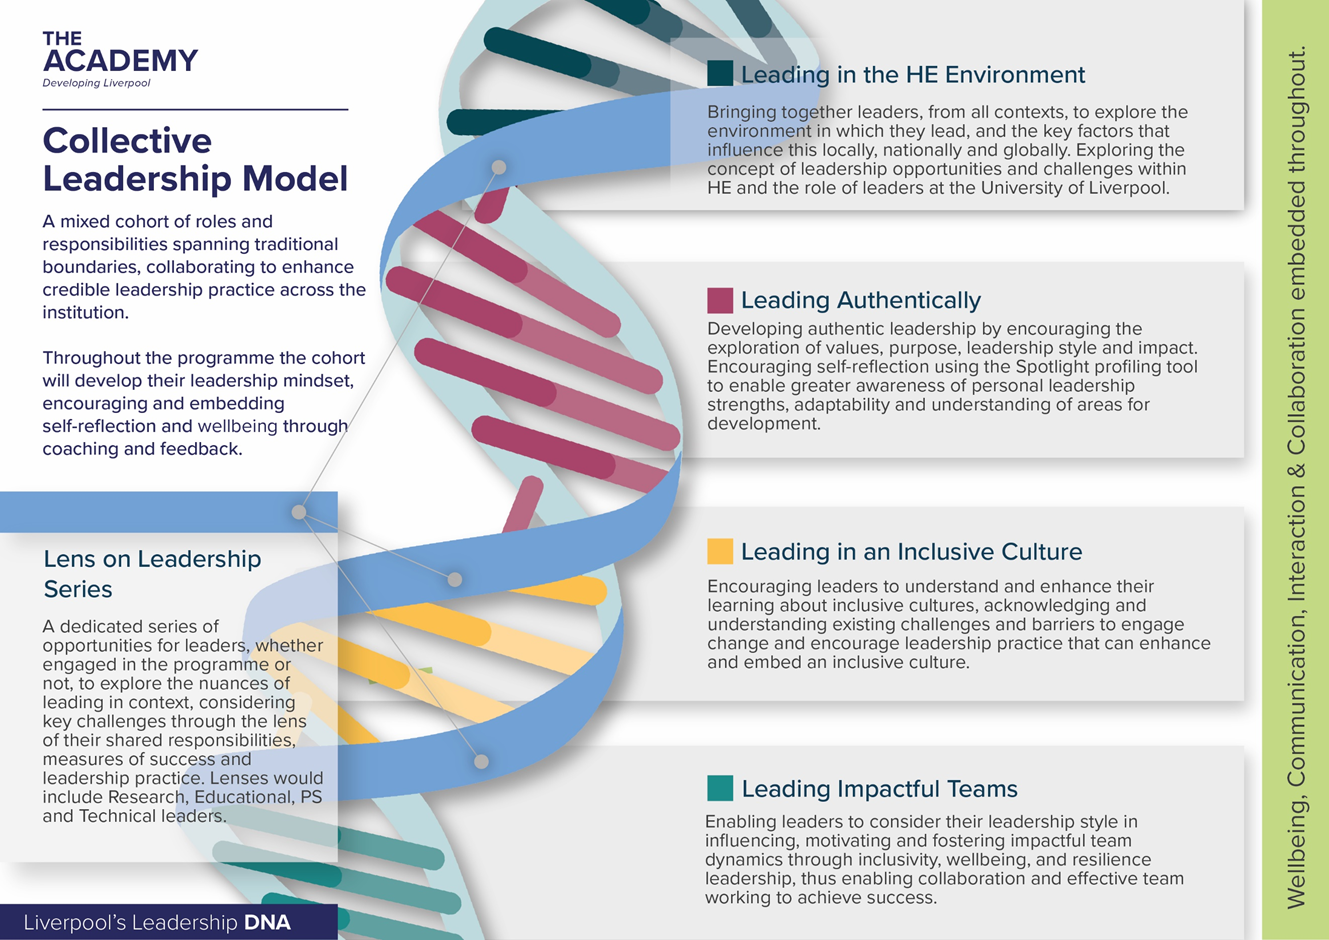 THE
ACADEMY
Developing Liverpool
Collective
Leadership Model
A mixed cohort of roles and
responsibilities spanning traditional
boundaries, collaborating to enhance
credible leadership practice across the
institution.
Throughout the programme the cohort
will develop their leadership mindset,
encouraging and embedding
self-reflection and wellbeing through
coaching and feedback.
Lens on Leadership
Series
A dedicated series of
opportunities for leaders, whether
engaged in the programme or
not, to explore the nuances of
leading in context, considering
key challenges through the lens
of their shared responsibilities,
measures of success and
leadership practice. Lenses would
include Research, Educational, PS
and Technical leaders.
Liverpool's Leadership DNA
Leading in the HE Environment
Bringing together leaders, from all contexts, to explore the
environment in which they lead, and the key factors that
influence this locally, nationally and globally. Exploring the
concept of leadership opportunities and challenges within
HE and the role of leaders at the University of Liverpool.
Leading Authentically
Developing authentic leadership by encouraging the
exploration of values, purpose, leadership style and impact.
Encouraging self-reflection using the Spotlight profiling tool
to enable greater awareness of personal leadership
strengths, adaptability and understanding of areas for
development.
Leading in an Inclusive Culture
Encouraging leaders to understand and enhance their
learning about inclusive cultures, acknowledging and
understanding existing challenges and barriers to engage
change and encourage leadership practice that can enhance
and embed an inclusive culture.
Leading Impactful Teams
Enabling leaders to consider their leadership style in
influencing, motivating and fostering impactful team
dynamics through inclusivity, wellbeing, and resilience
leadership, thus enabling collaboration and effective team
working to achieve success.
Wellbeing, Communication, Interaction & Collaboration embedded throughout.